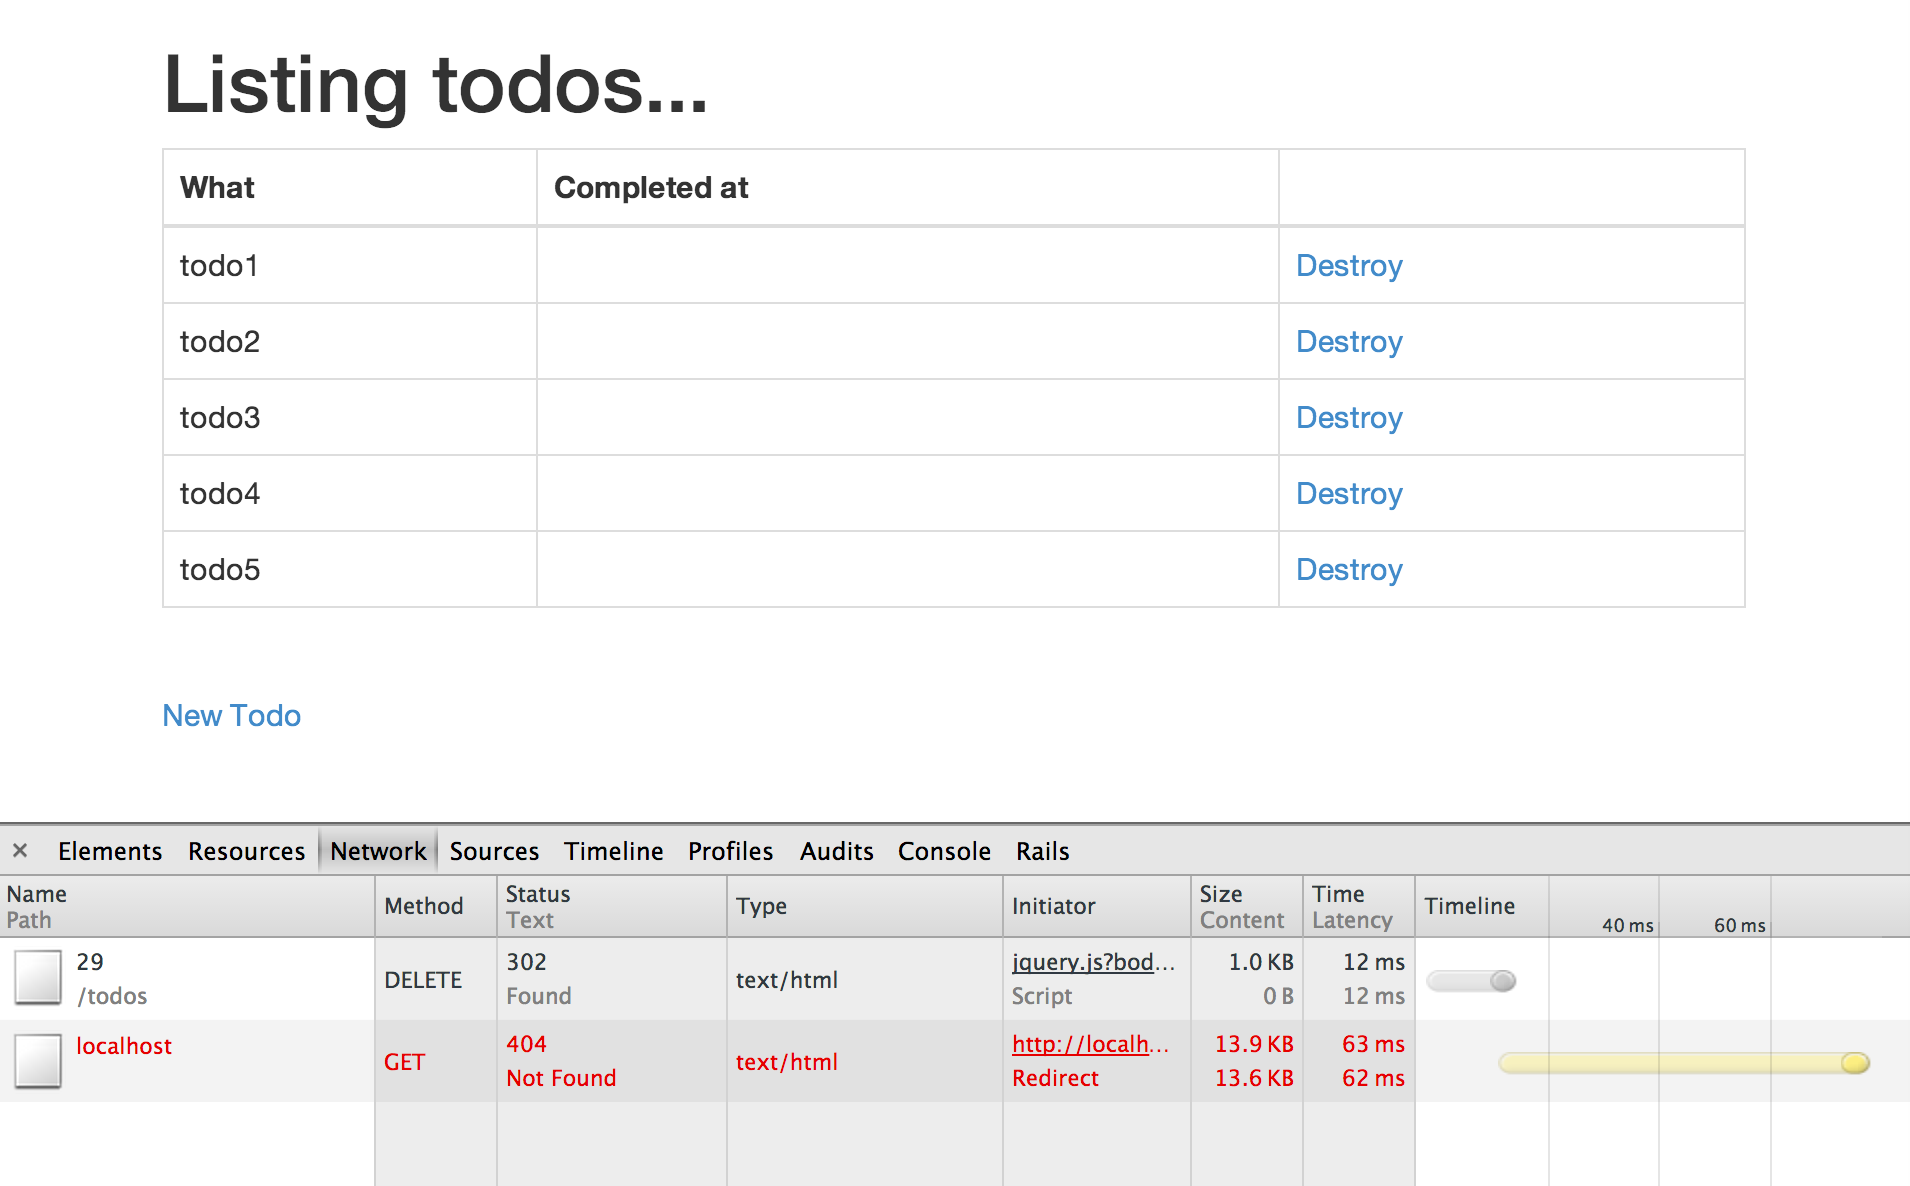 Listing todos...
What Completed at
todo1 Destroy
todo2 Destroy
todo3 Destroy
todo4 Destroy
todo5 Destroy
New Todo
× Elements Resources Network Sources Timeline Profiles Audits Console Rails
Name Path Method Status Text Type Initiator Size Content Time Latency Timeline 40 ms 60 ms
29 DELETE 302 text/html jquery.js?bod... 1.0 KB 12 ms
/todos Found Script 0 B 12 ms
localhost GET 404 text/html http://localh... 13.9 KB 63 ms
Not Found Redirect 13.6 KB 62 ms